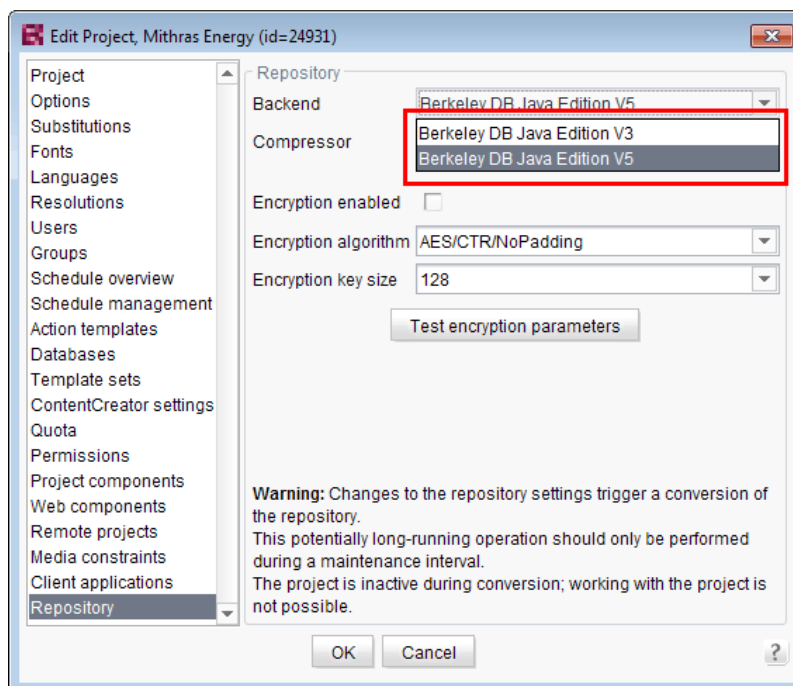 Edit Project, Mithras Energy (id=24931)
Project
Options
Substitutions
Fonts
Languages
Resolutions
Users
Groups
Schedule overview
Schedule management
Action templates
Databases
Template sets
ContentCreator settings
Quota
Permissions
Project components
Web components
Remote projects
Media constraints
Client applications
Repository
Repository
Backend
Berkeley DB Java Edition V5
Compressor
Berkeley DB Java Edition V3
Berkeley DB Java Edition V5
Encryption enabled
Encryption algorithm
AES/CTR/NoPadding
Encryption key size
128
Test encryption parameters
Warning: Changes to the repository settings trigger a conversion of
the repository.
This potentially long-running operation should only be performed
during a maintenance interval.
The project is inactive during conversion; working with the project is
not possible.
OK
Cancel
?